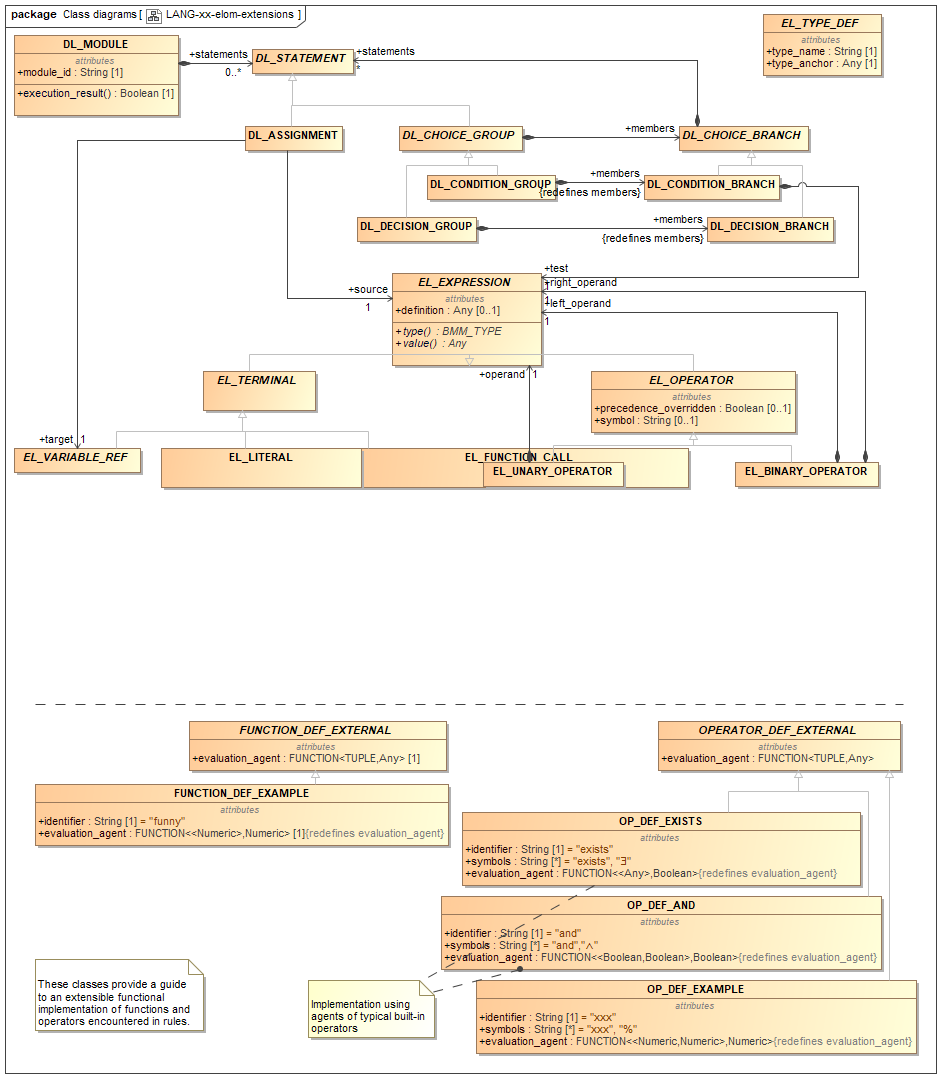 package Class diagrams [ LANG-xx-elom-extensions ]
DL_MODULE
attributes
+module_id : String [1]
+execution_result() : Boolean [1]
+statements
0..*
DL_STATEMENT
+statements
*
EL_TYPE_DEF
attributes
+type_name : String [1]
+type_anchor : Any [1]
DL_ASSIGNMENT
DL_CHOICE_GROUP
+members
DL_CHOICE_BRANCH
DL_CONDITION_GROUP
+members
{redefines members}
DL_CONDITION_BRANCH
DL_DECISION_GROUP
+members
{redefines members}
DL_DECISION_BRANCH
+source
1
EL_EXPRESSION
attributes
+definition : Any [0..1]
+type() : BMM_TYPE
+value() : Any
+test
1
+right_operand
1
+left_operand
1
+operand
1
EL_TERMINAL
EL_OPERATOR
attributes
+precedence_overridden : Boolean [0..1]
+symbol : String [0..1]
+target
1
EL_VARIABLE_REF
EL_LITERAL
EL_FUNCTION_CALL
EL_UNARY_OPERATOR
EL_BINARY_OPERATOR
FUNCTION_DEF_EXTERNAL
attributes
+evaluation_agent : FUNCTION<TUPLE,Any> [1]
OPERATOR_DEF_EXTERNAL
attributes
+evaluation_agent : FUNCTION<TUPLE,Any>
FUNCTION_DEF_EXAMPLE
attributes
+identifier : String [1] = "funny"
+evaluation_agent : FUNCTION<<Numeric>,Numeric> [1]{redefines evaluation_agent}
OP_DEF_EXISTS
attributes
+identifier : String [1] = "exists"
+symbols : String [*] = "exists", "∃"
+evaluation_agent : FUNCTION<<Any>,Boolean>{redefines evaluation_agent}
OP_DEF_AND
attributes
+identifier : String [1] = "and"
+symbols : String [*] = "and","∧"
+evaluation_agent : FUNCTION<<Boolean,Boolean>,Boolean>{redefines evaluation_agent}
OP_DEF_EXAMPLE
attributes
+identifier : String [1] = "xxx"
+symbols : String [*] = "xxx", "%"
+evaluation_agent : FUNCTION<<Numeric,Numeric>,Numeric>{redefines evaluation_agent}
These classes provide a guide
to an extensible functional
implementation of functions and
operators encountered in rules.
Implementation using
agents of typical built-in
operators